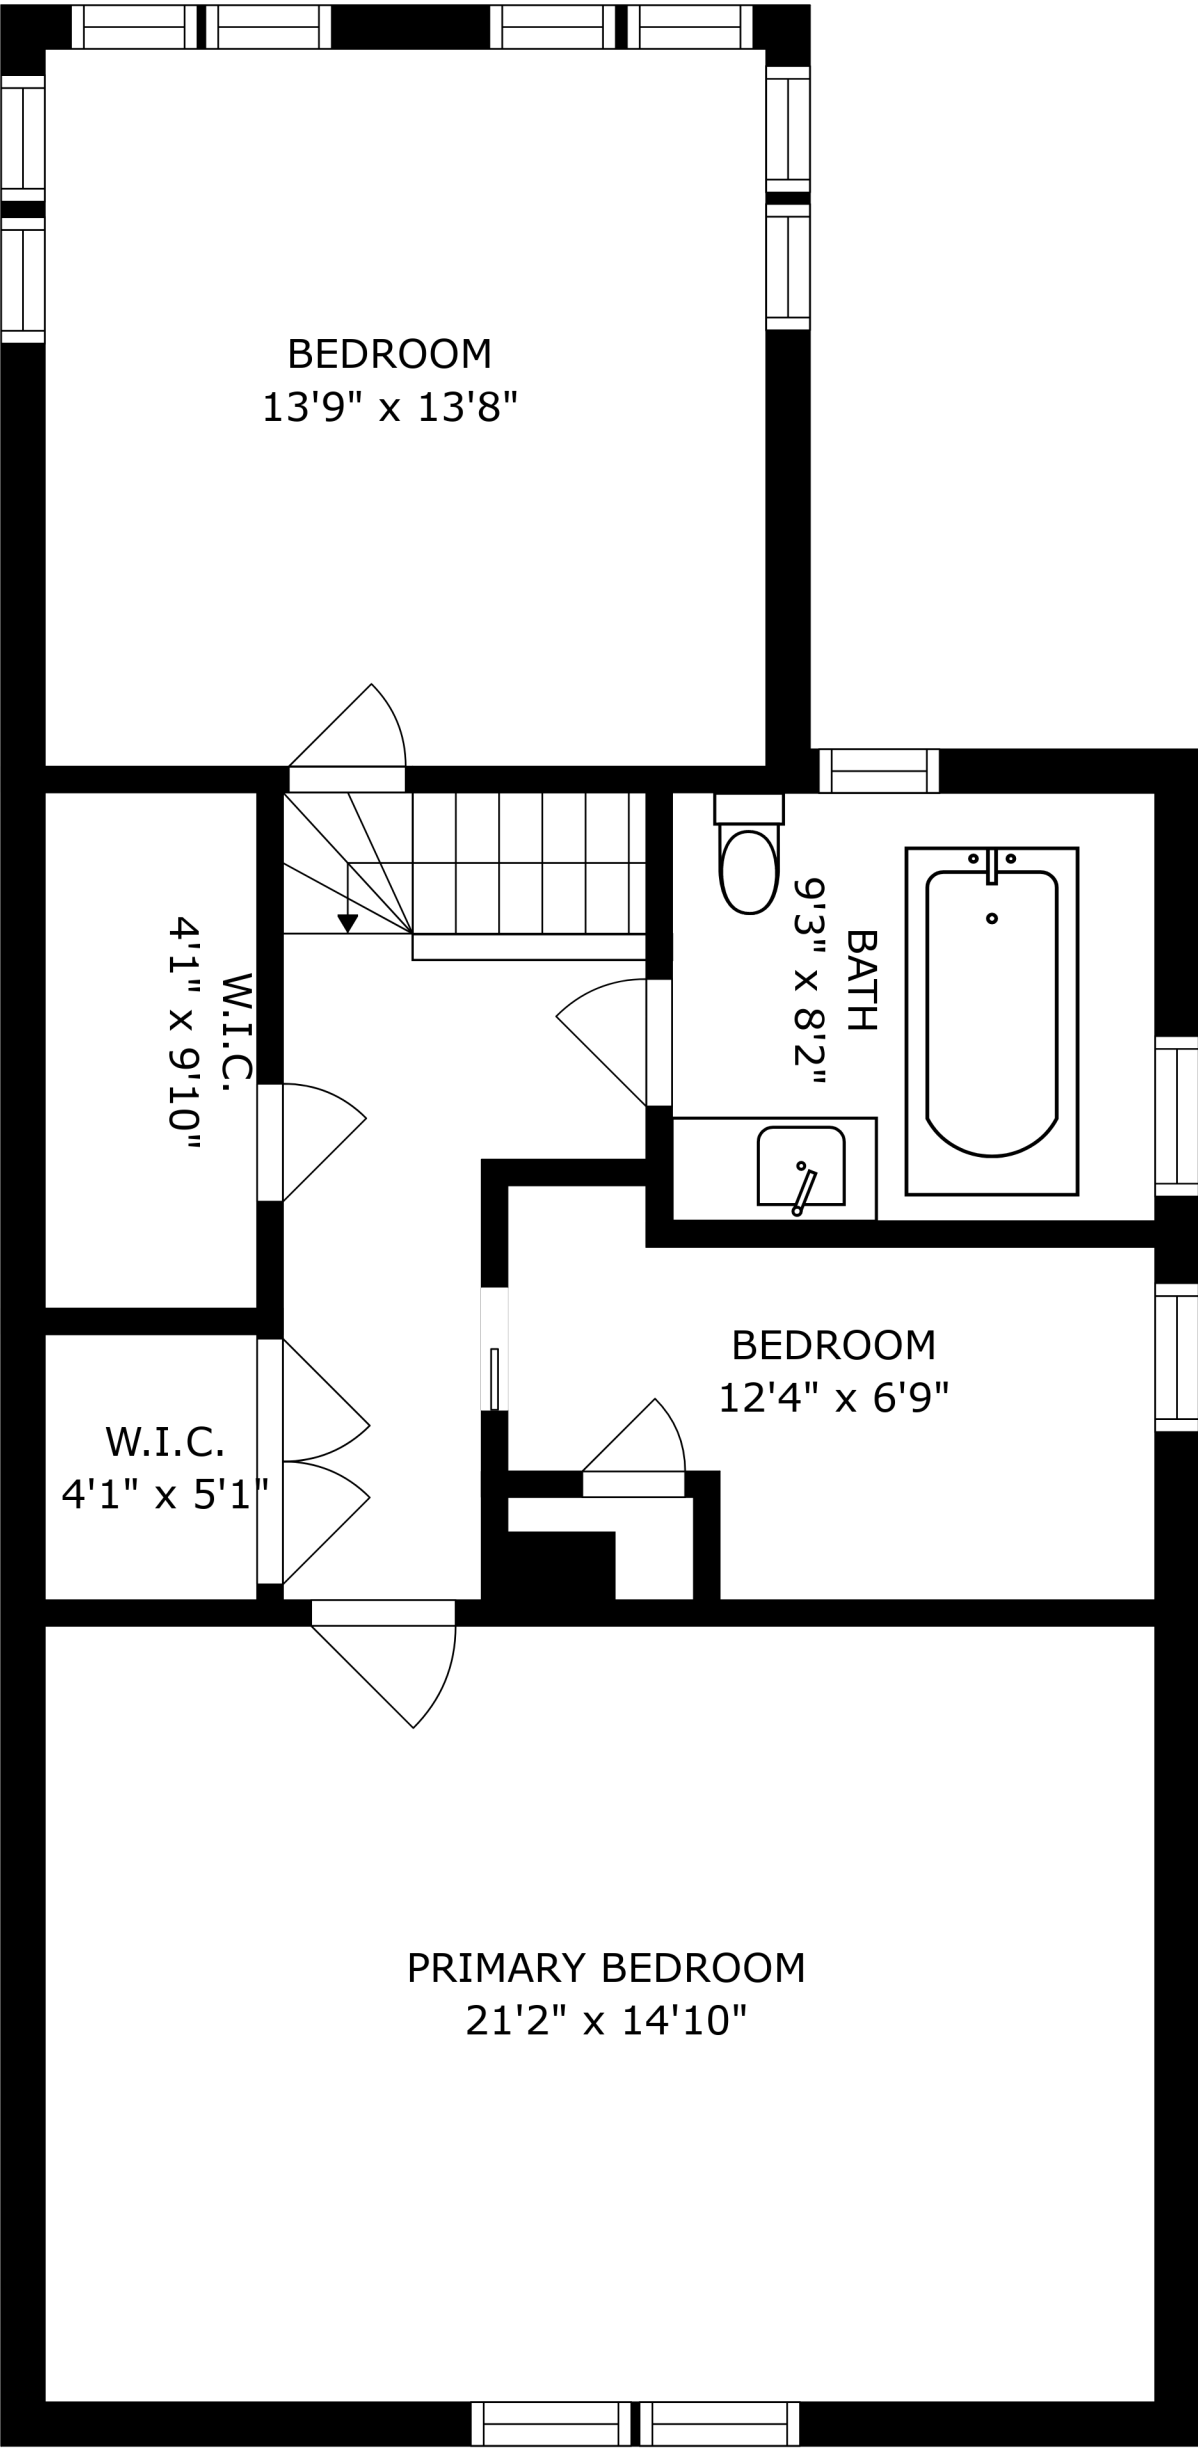 BEDROOM
13'9" x 13'8"
W.I.C.
4'1" x 9'10"
BATH
9'3" x 8'2"
BEDROOM
12'4" x 6'9"
W.I.C.
4'1" x 5'1"
PRIMARY BEDROOM
21'2" x 14'10"